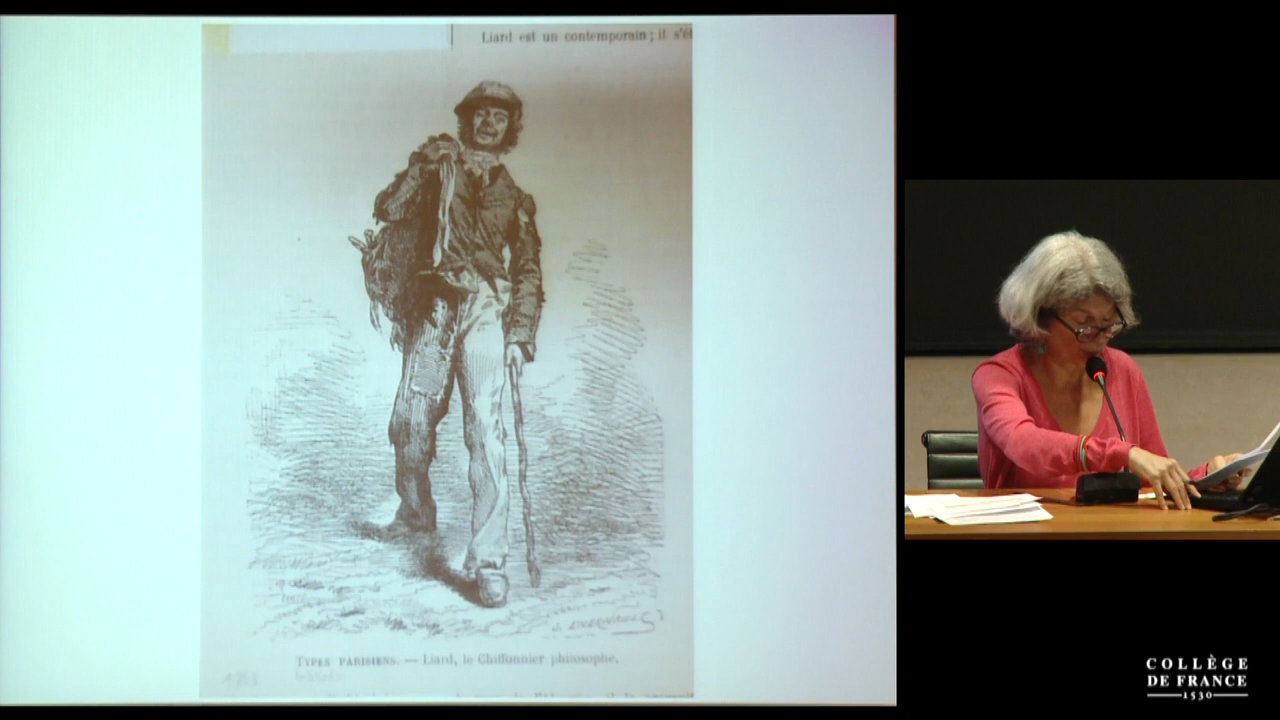 Liard est un contemporain ; il s'ét
TYPES PARISIENS. — Liard, le Chiffonnier philosophe.
COLLÈGE
DE FRANCE
1530